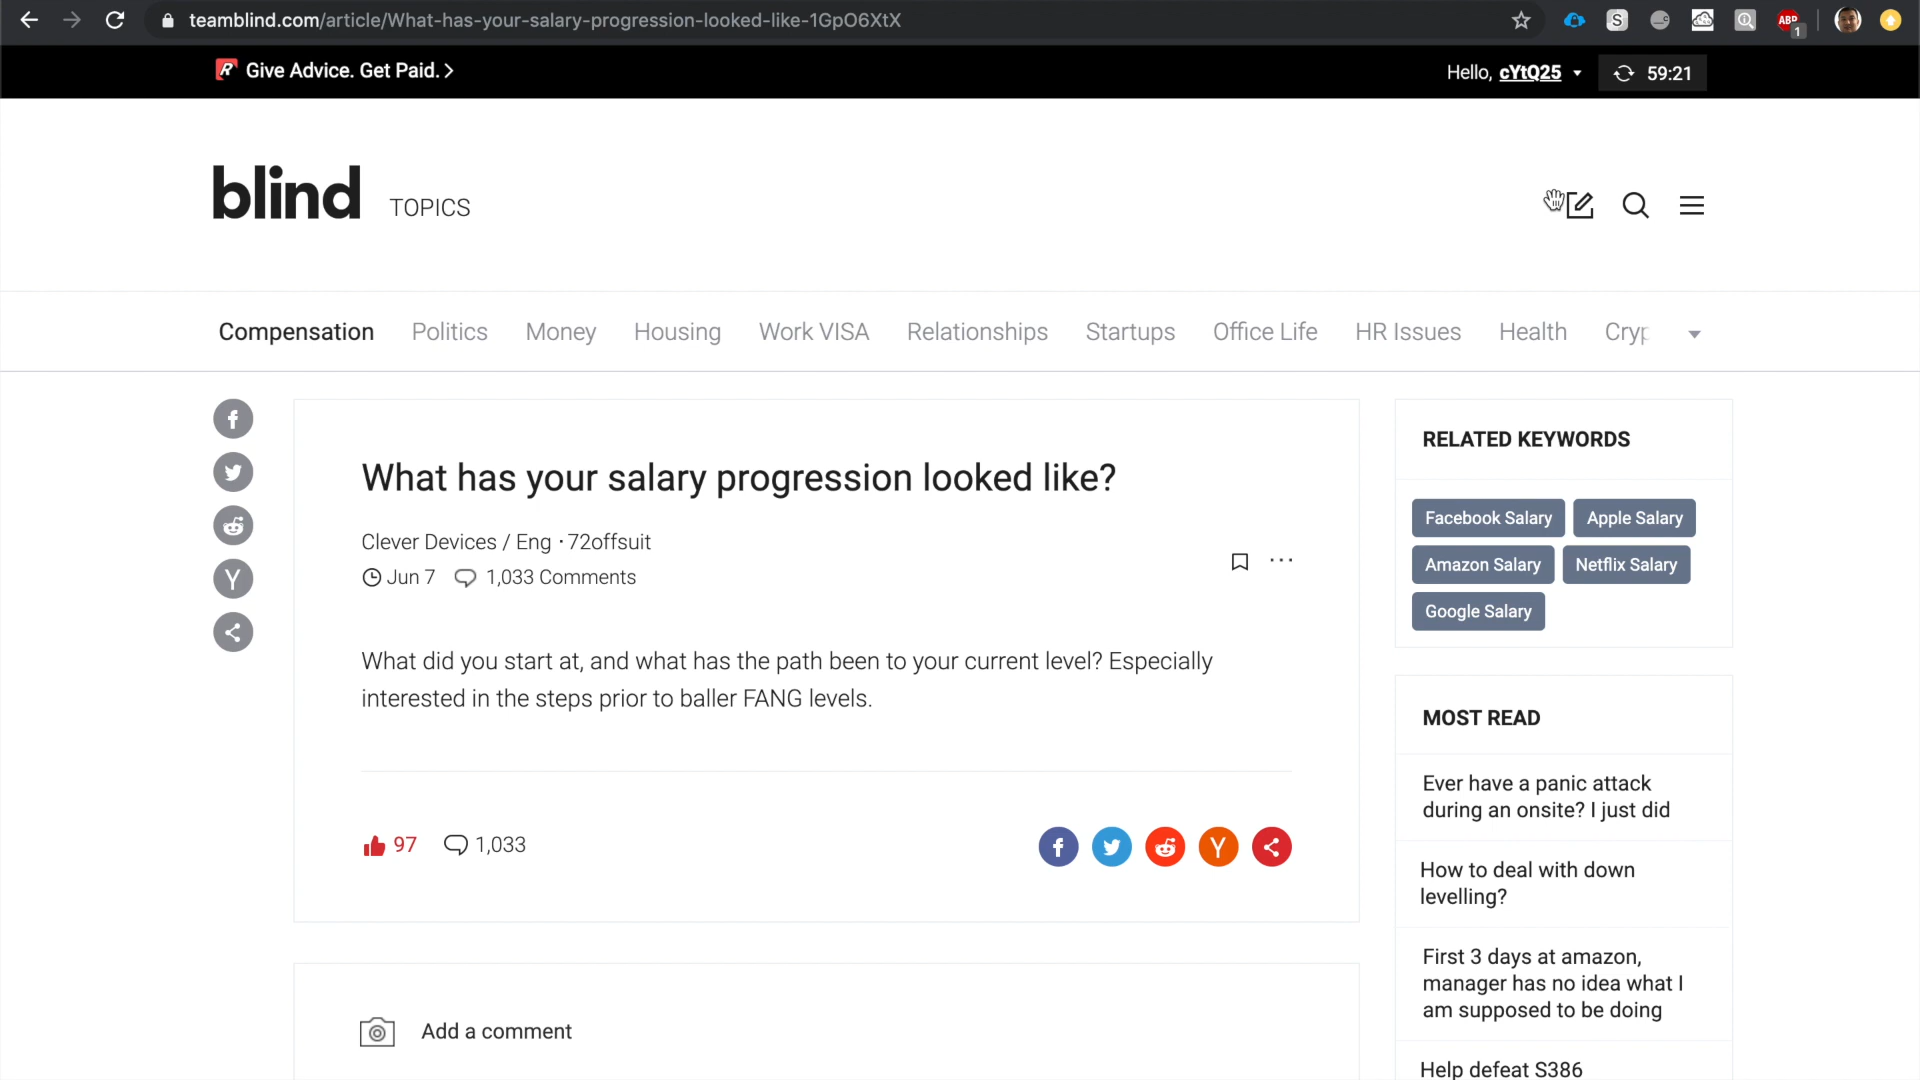 teamblind.com/article/What-has-your-salary-progression-looked-like-1GpO6XtX
S
ABP
1
R Give Advice. Get Paid.
Hello, cYtQ25
59:21
blind TOPICS
Compensation Politics Money Housing Work VISA Relationships Startups Office Life HR Issues Health Cryp
What has your salary progression looked like?
Clever Devices / Eng · 72offsuit
Jun 7 1,033 Comments
What did you start at, and what has the path been to your current level? Especially
interested in the steps prior to baller FANG levels.
97 1,033
Add a comment
RELATED KEYWORDS
Facebook Salary Apple Salary
Amazon Salary Netflix Salary
Google Salary
MOST READ
Ever have a panic attack
during an onsite? I just did
How to deal with down
levelling?
First 3 days at amazon,
manager has no idea what I
am supposed to be doing
Help defeat S386